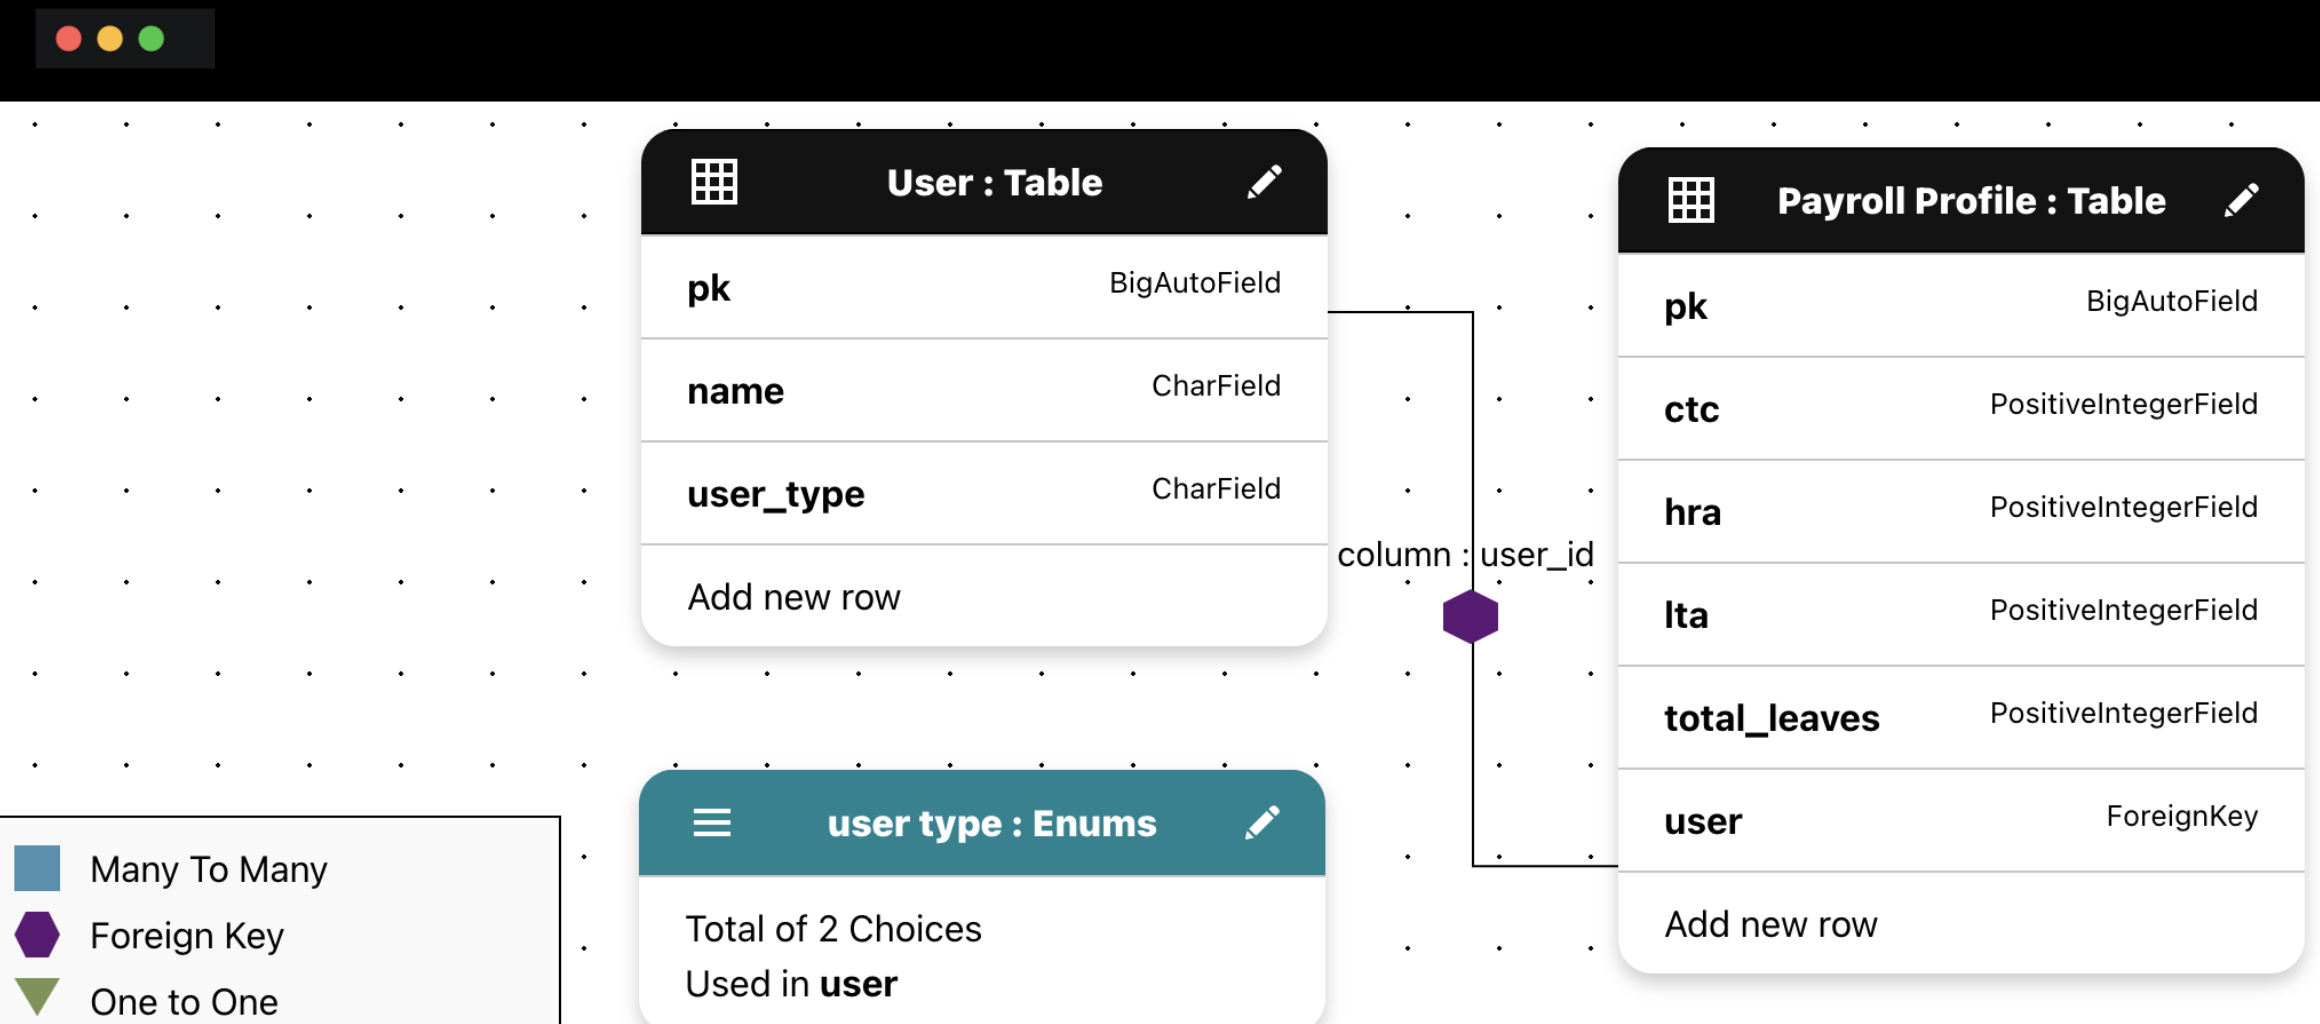 User : Table
pk BigAutoField
name CharField
user_type CharField
Add new row
column : user_id
Payroll Profile : Table
pk BigAutoField
ctc PositiveIntegerField
hra PositiveIntegerField
lta PositiveIntegerField
total_leaves PositiveIntegerField
user ForeignKey
Add new row
user type : Enums
Total of 2 Choices
Used in user
Many To Many
Foreign Key
One to One